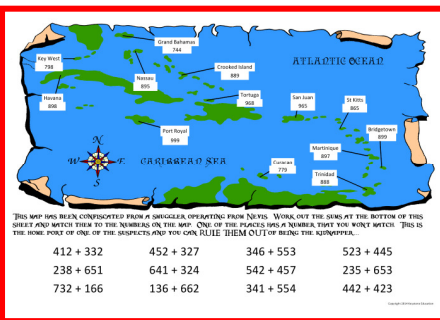 Grand Bahamas
744
Key West
798
ATLANTIC OCEAN
Crooked Island
889
Nassau
895
Havana
898
Tortuga
968
San Juan
965
St Kitts
865
Port Royal
999
Bridgetown
899
N
W E
S
CARIBBEAN SEA
Martinique
897
Curacao
779
Trinidad
888
This map has been confiscated from a smuggler operating from Nevis. Work out the sums at the bottom of this
sheet and match them to the numbers on the map. One of the places has a number that you won't match. This is
the home port of one of the suspects and you can RULE THEM OUT of being the kidnapper...
412 + 332 452 + 327 346 + 553 523 + 445
238 + 651 641 + 324 542 + 457 235 + 653
732 + 166 136 + 662 341 + 554 442 + 423